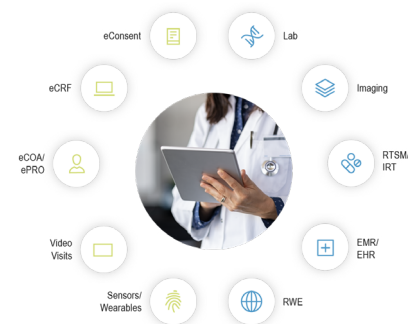 eConsent
Lab
eCRF
Imaging
eCOA/
ePRO
RTSM/
IRT
Video
Visits
EMR/
EHR
Sensors/
Wearables
RWE